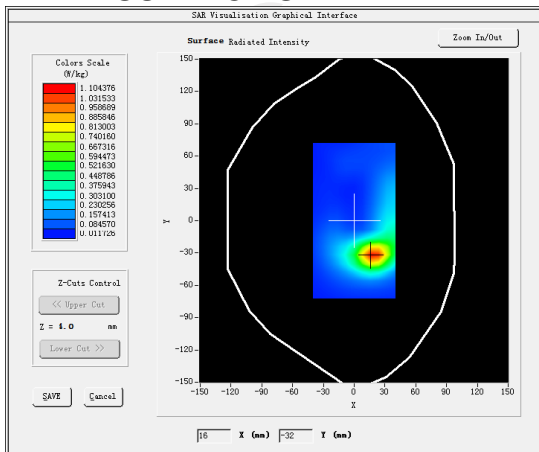 SAR Visualisation Graphical Interface
Surface Radiated Intensity
Zoom In/Out
Colors Scale
(W/kg)
1.104376
1.031533
0.958689
0.885846
0.813003
0.740160
0.667316
0.594473
0.521630
0.448786
0.375943
0.303100
0.230256
0.157413
0.084570
0.011726
Z-Cuts Control
<< Upper Cut
Z = 4.0 mm
Lower Cut >>
SAVE
Cancel
150
120
90
60
30
0
-30
-60
-90
-120
-150
Y
-150 -120 -90 -60 -30 0 30 60 90 120 150
X
16 X (mm) -32 Y (mm)